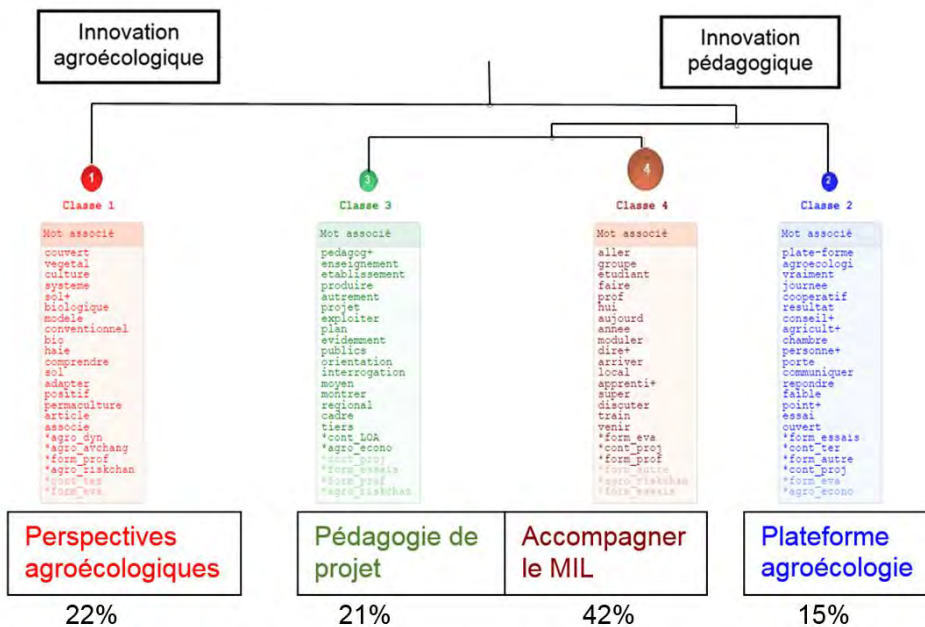 Innovation
agroécologique
Innovation
pédagogique
1
Classe 1
Mot associé
couvert
vegetal
culture
systeme
sol+
biologique
modele
conventionnel
bio
haie
comprendre
sol
adapter
positif
permaculture
article
associe
*agro_dyn
*agro_avchang
*form_prof
*agro_riskchan
*cont_ter
*form_eva
Perspectives
agroécologiques
22%
3
Classe 3
Mot associé
pedagog+
enseignement
etablissement
produire
autrement
projet
exploiter
plan
evidemment
publics
orientation
interrogation
moyen
montrer
regional
cadre
tiers
*cont_LOA
*agro_econo
*cont_proj
*form_essais
*form_prof
*agro_riskchan
Pédagogie de
projet
21%
4
Classe 4
Mot associé
aller
groupe
etudiant
faire
prof
hui
aujourd
annee
moduler
dire+
arriver
local
apprenti+
super
discuter
train
venir
*form_eva
*cont_proj
*form_prof
*form_autre
*agro_riskchan
*form_essais
Accompagner
le MIL
42%
2
Classe 2
Mot associé
plate-forme
agroecologi
vraiment
journee
cooperatif
resultat
conseil+
agricult+
chambre
personne+
porte
communiquer
repondre
faible
point+
essai
ouvert
*form_essais
*cont_ter
*form_autre
*cont_proj
*form_eva
*agro_econo
Plateforme
agroécologie
15%